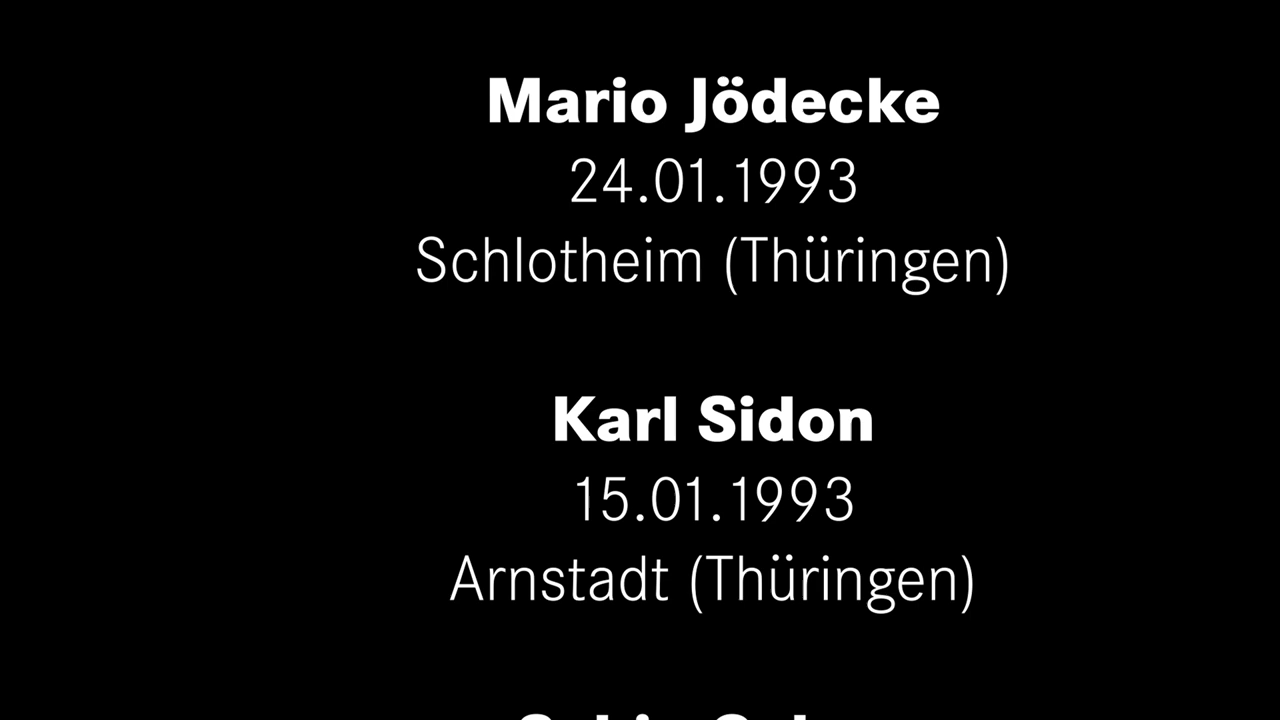 Mario Jödecke
24.01.1993
Schlotheim (Thüringen)
Karl Sidon
15.01.1993
Arnstadt (Thüringen)